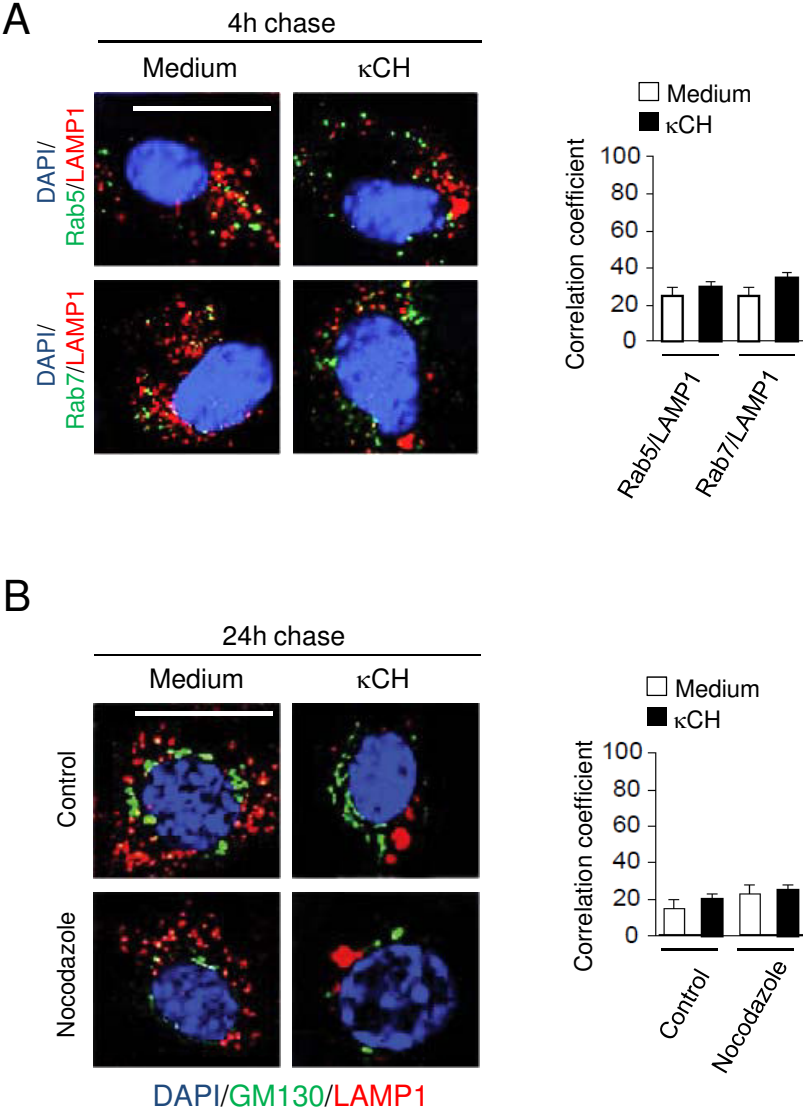 A
4h chase
Medium
κCH
DAPI/
Rab5/LAMP1
DAPI/
Rab7/LAMP1
Medium
κCH
Correlation coefficient
100
80
60
40
20
0
Rab5/LAMP1
Rab7/LAMP1
B
24h chase
Medium
κCH
Control
Nocodazole
DAPI/GM130/LAMP1
Medium
κCH
Correlation coefficient
100
80
60
40
20
0
Control
Nocodazole